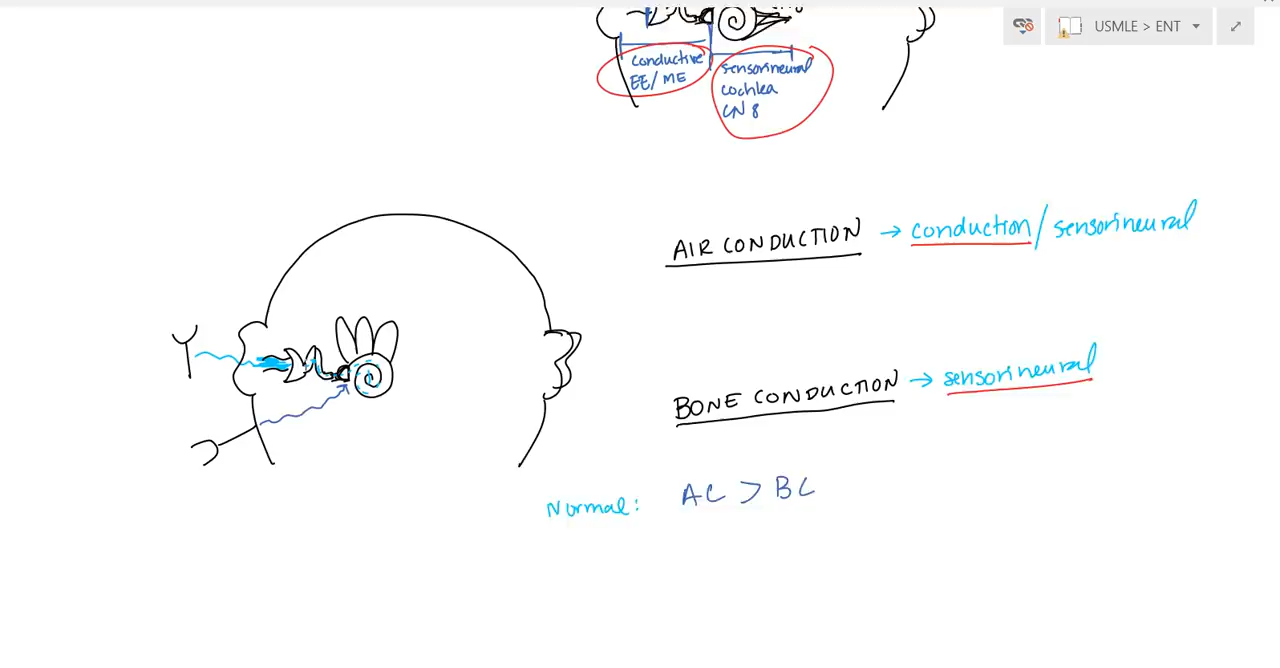 USMLE > ENT
conductive
EE/ME
sensorineural
cochlea
CN 8
AIR CONDUCTION → conduction/sensorineural
BONE CONDUCTION → sensorineural
Normal: AC > BC